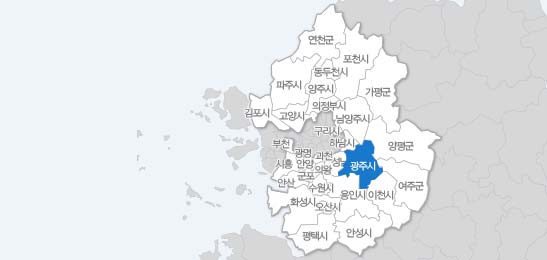 연천군
포천시
동두천시
파주시
양주시
가평군
의정부시
김포시
고양시
남양주시
구리시
부천
하남시
양평군
광명
과천
시흥
안양
의왕
성남
광주시
안산
군포
수원시
여주군
용인시
이천시
화성시
오산시
평택시
안성시